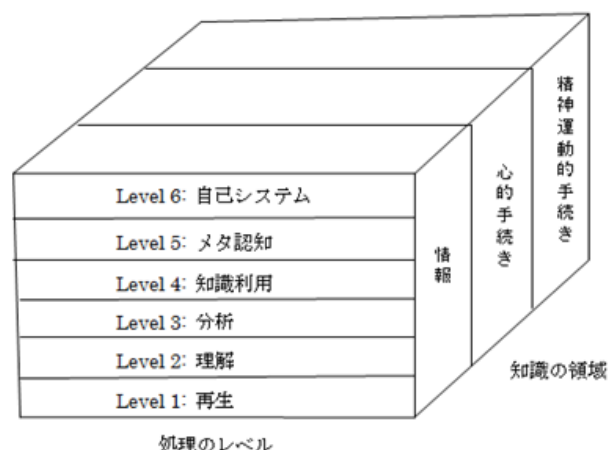 Level 6: 自己システム
Level 5: メタ認知
Level 4: 知識利用
Level 3: 分析
Level 2: 理解
Level 1: 再生
情報
心的手続き
精神運動的手続き
知識の領域
処理のレベル